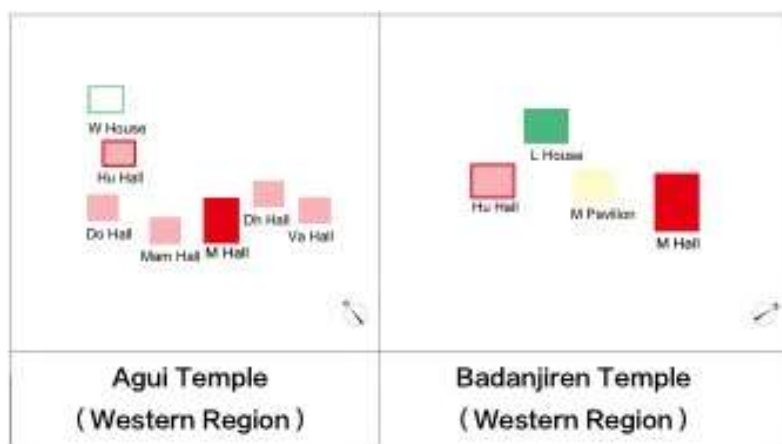 W House
Hu Hall
Do Hall
Mam Hall
M Hall
Dh Hall
Va Hall
L House
Hu Hall
M Pavilion
M Hall
Agui Temple
( Western Region )
Badanjiren Temple
( Western Region )